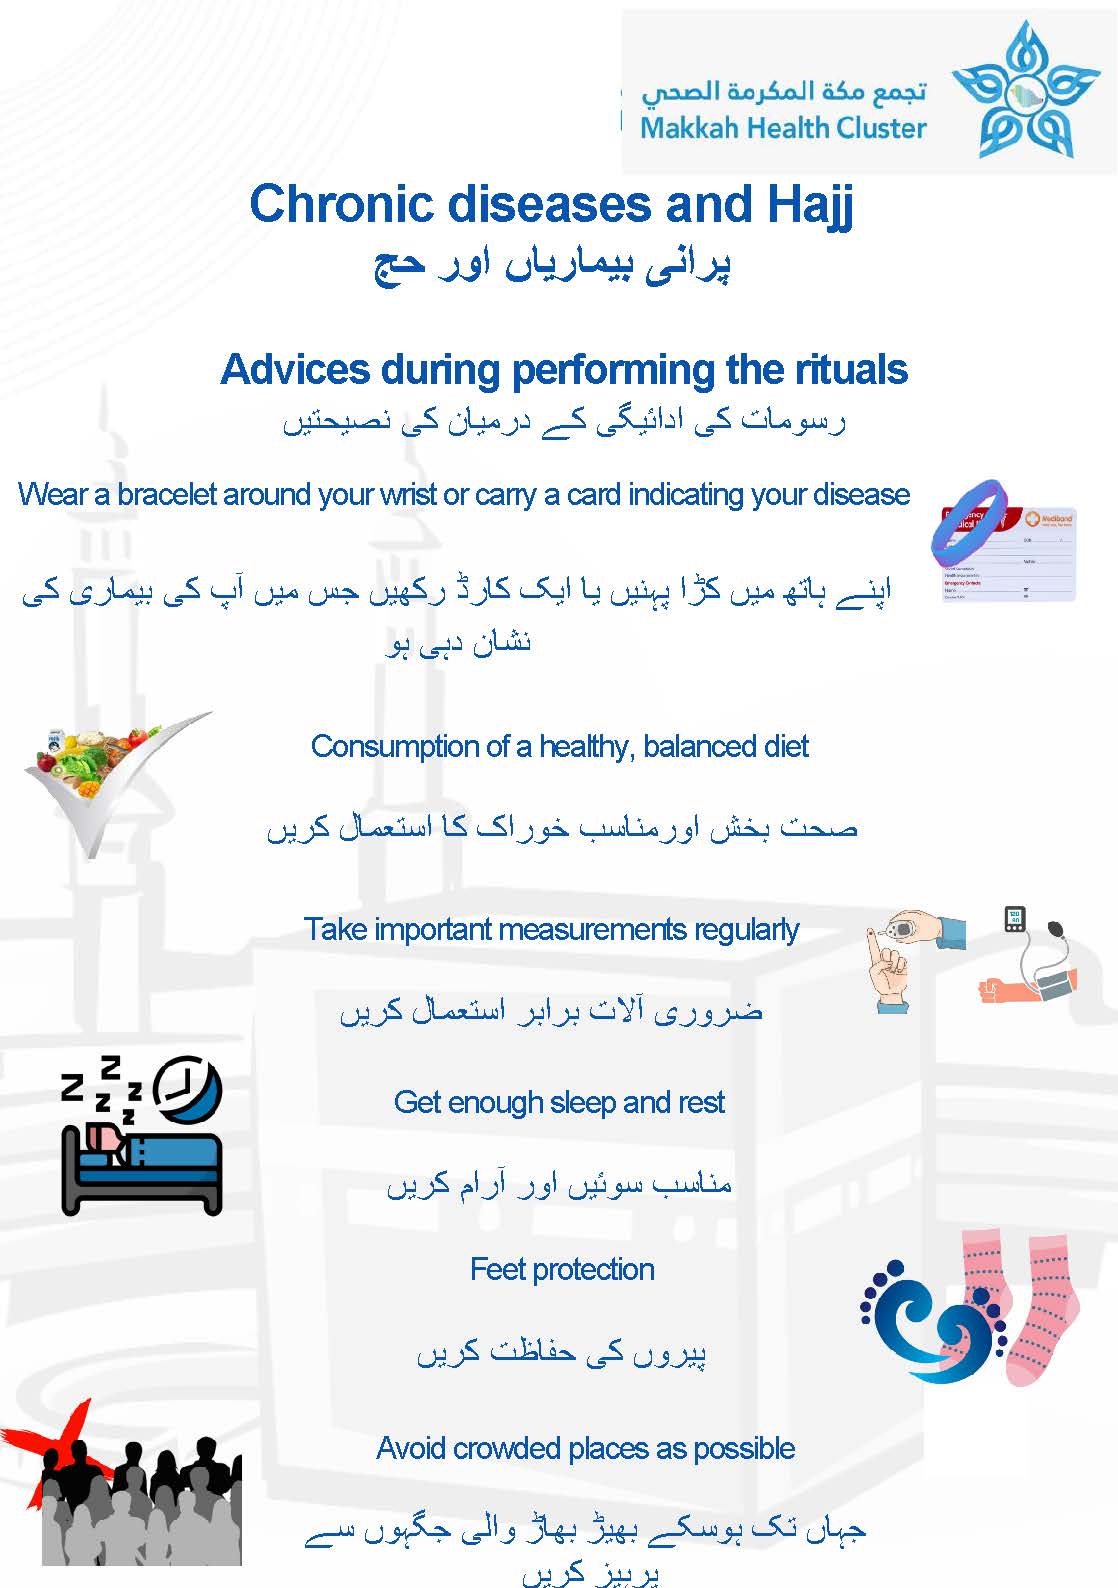 تجمع مكة المكرمة الصحي
Makkah Health Cluster
Chronic diseases and Hajj
پرانی بیماریاں اور حج
Advices during performing the rituals
رسومات کی ادائیگی کے درمیان کی نصیحتیں
Wear a bracelet around your wrist or carry a card indicating your disease
Mediband
اپنے ہاتھ میں کڑا پہنیں یا ایک کارڈ رکھیں جس میں آپ کی بیماری کی
نشان دہی ہو
Consumption of a healthy, balanced diet
صحت بخش اورمناسب خوراک کا استعمال کریں
Take important measurements regularly
ضروری آلات برابر استعمال کریں
Z Z Z Z Z
Get enough sleep and rest
مناسب سوئیں اور آرام کریں
Feet protection
پیروں کی حفاظت کریں
Avoid crowded places as possible
جہاں تک ہوسکے بھیڑ بھاڑ والی جگہوں سے
پرہیز کریں